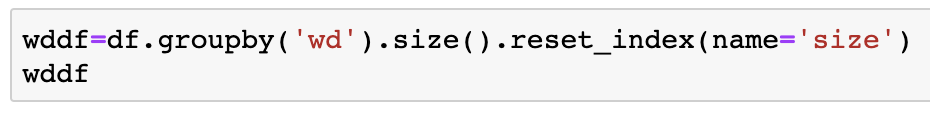 wddf=df.groupby('wd').size().reset_index(name='size')
wddf